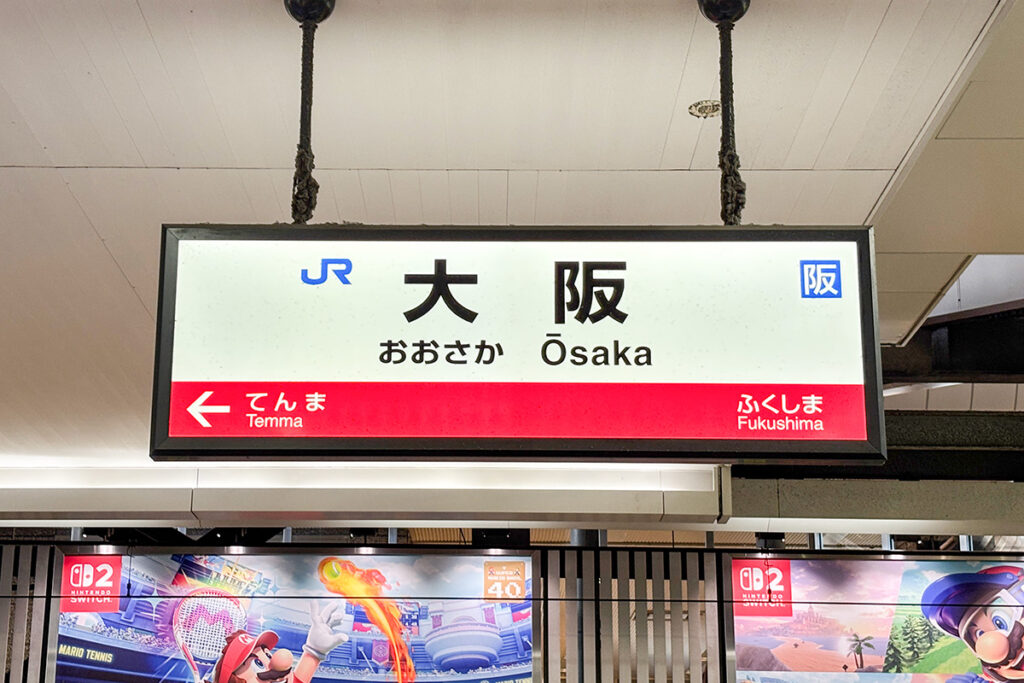 JR 大阪 阪
おおさか Ōsaka
← てんま
Temma
ふくしま
Fukushima
2
NINTENDO
SWITCH
MARIO TENNIS
40
2
NINTENDO
SWITCH